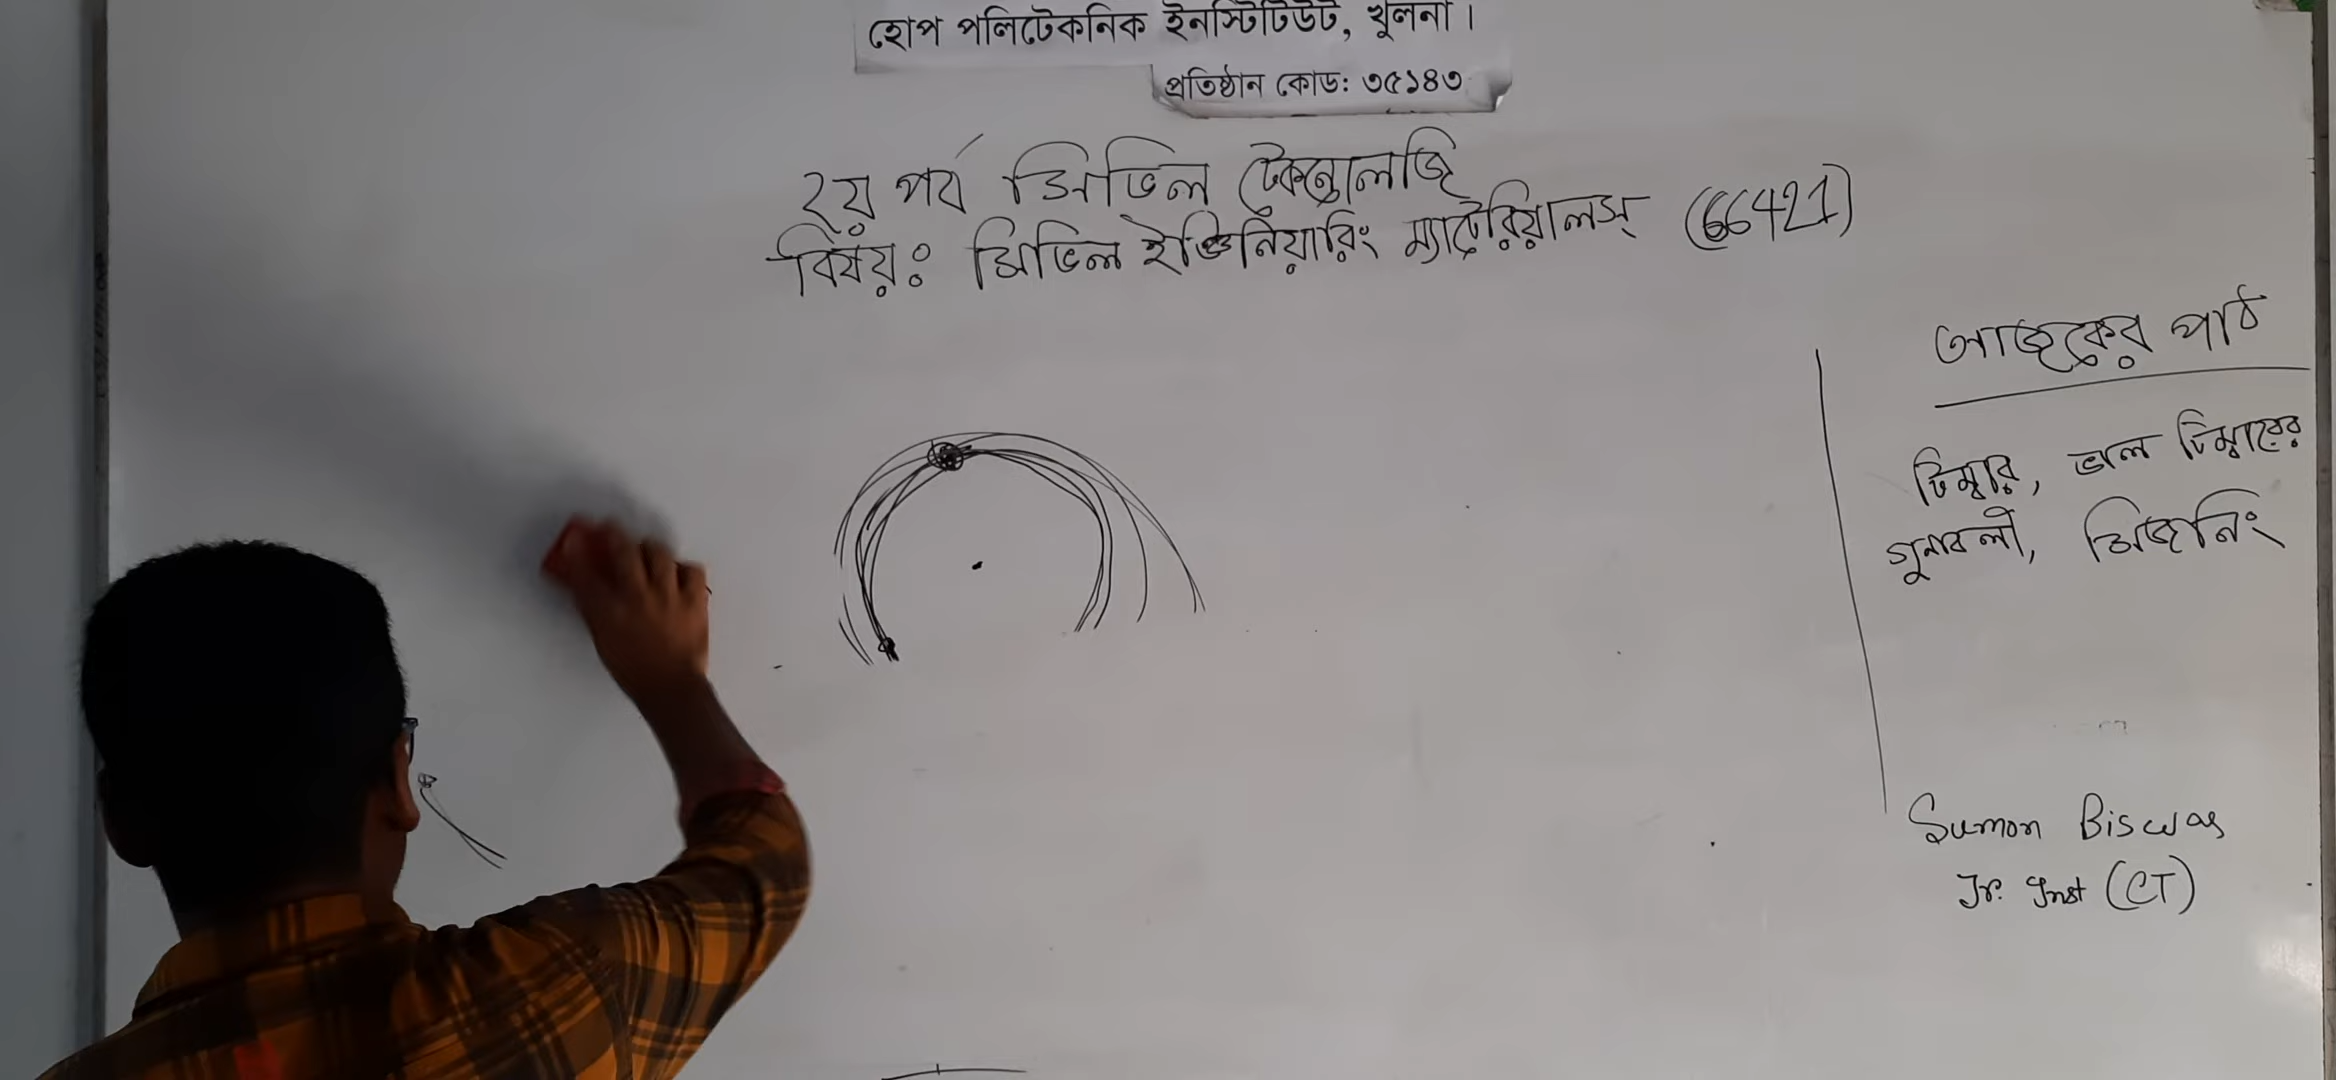 হোপ পলিটেকনিক ইনস্টিটিউট, খুলনা।
প্রতিষ্ঠান কোড: ৩৫১৪৩
২য় পর্ব সিভিল টেকনোলজি
বিষয়ঃ সিভিল ইঞ্জিনিয়ারিং ম্যাটেরিয়ালস্ (66421)
আজকের পাঠ
টিম্বার, ভাল টিম্বারের
গুনাবলী, সিজনিং
Sumon Biswas
Jr. Inst (CT)